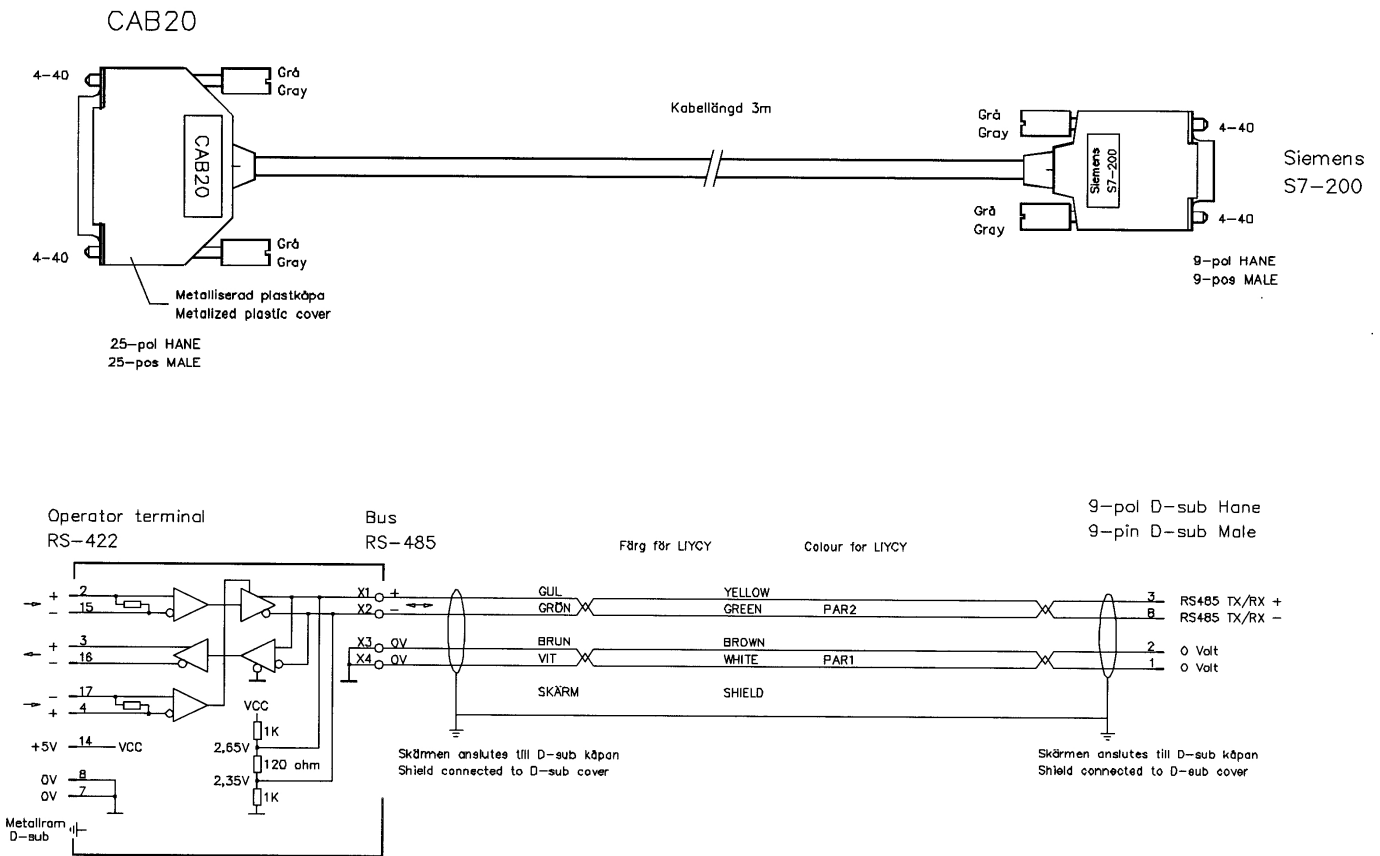 CAB20
4-40
Grå
Gray
CAB20
4-40
Grå
Gray
Metalliserad plastkåpa
Metalized plastic cover
25-pol HANE
25-pos MALE
Kabellängd 3m
Grå
Gray
4-40
Siemens
S7-200
Siemens
S7-200
Grå
Gray
4-40
9-pol HANE
9-pos MALE
Operator terminal
RS-422
Bus
RS-485
Färg för LIYCY
Colour for LIYCY
9-pol D-sub Hane
9-pin D-sub Male
+ 2
- 15
+ 3
- 16
- 17
+ 4
+5V 14 VCC
0V 8
0V 7
Metallram
D-sub
VCC
1K
2,65V
120 ohm
2,35V
1K
X1 +
X2 -
X3 0V
X4 0V
GUL YELLOW
GRÖN GREEN PAR2
BRUN BROWN
VIT WHITE PAR1
SKÄRM SHIELD
3 RS485 TX/RX +
8 RS485 TX/RX -
2 0 Volt
1 0 Volt
Skärmen anslutes till D-sub kåpan
Shield connected to D-sub cover
Skärmen anslutes till D-sub kåpan
Shield connected to D-sub cover